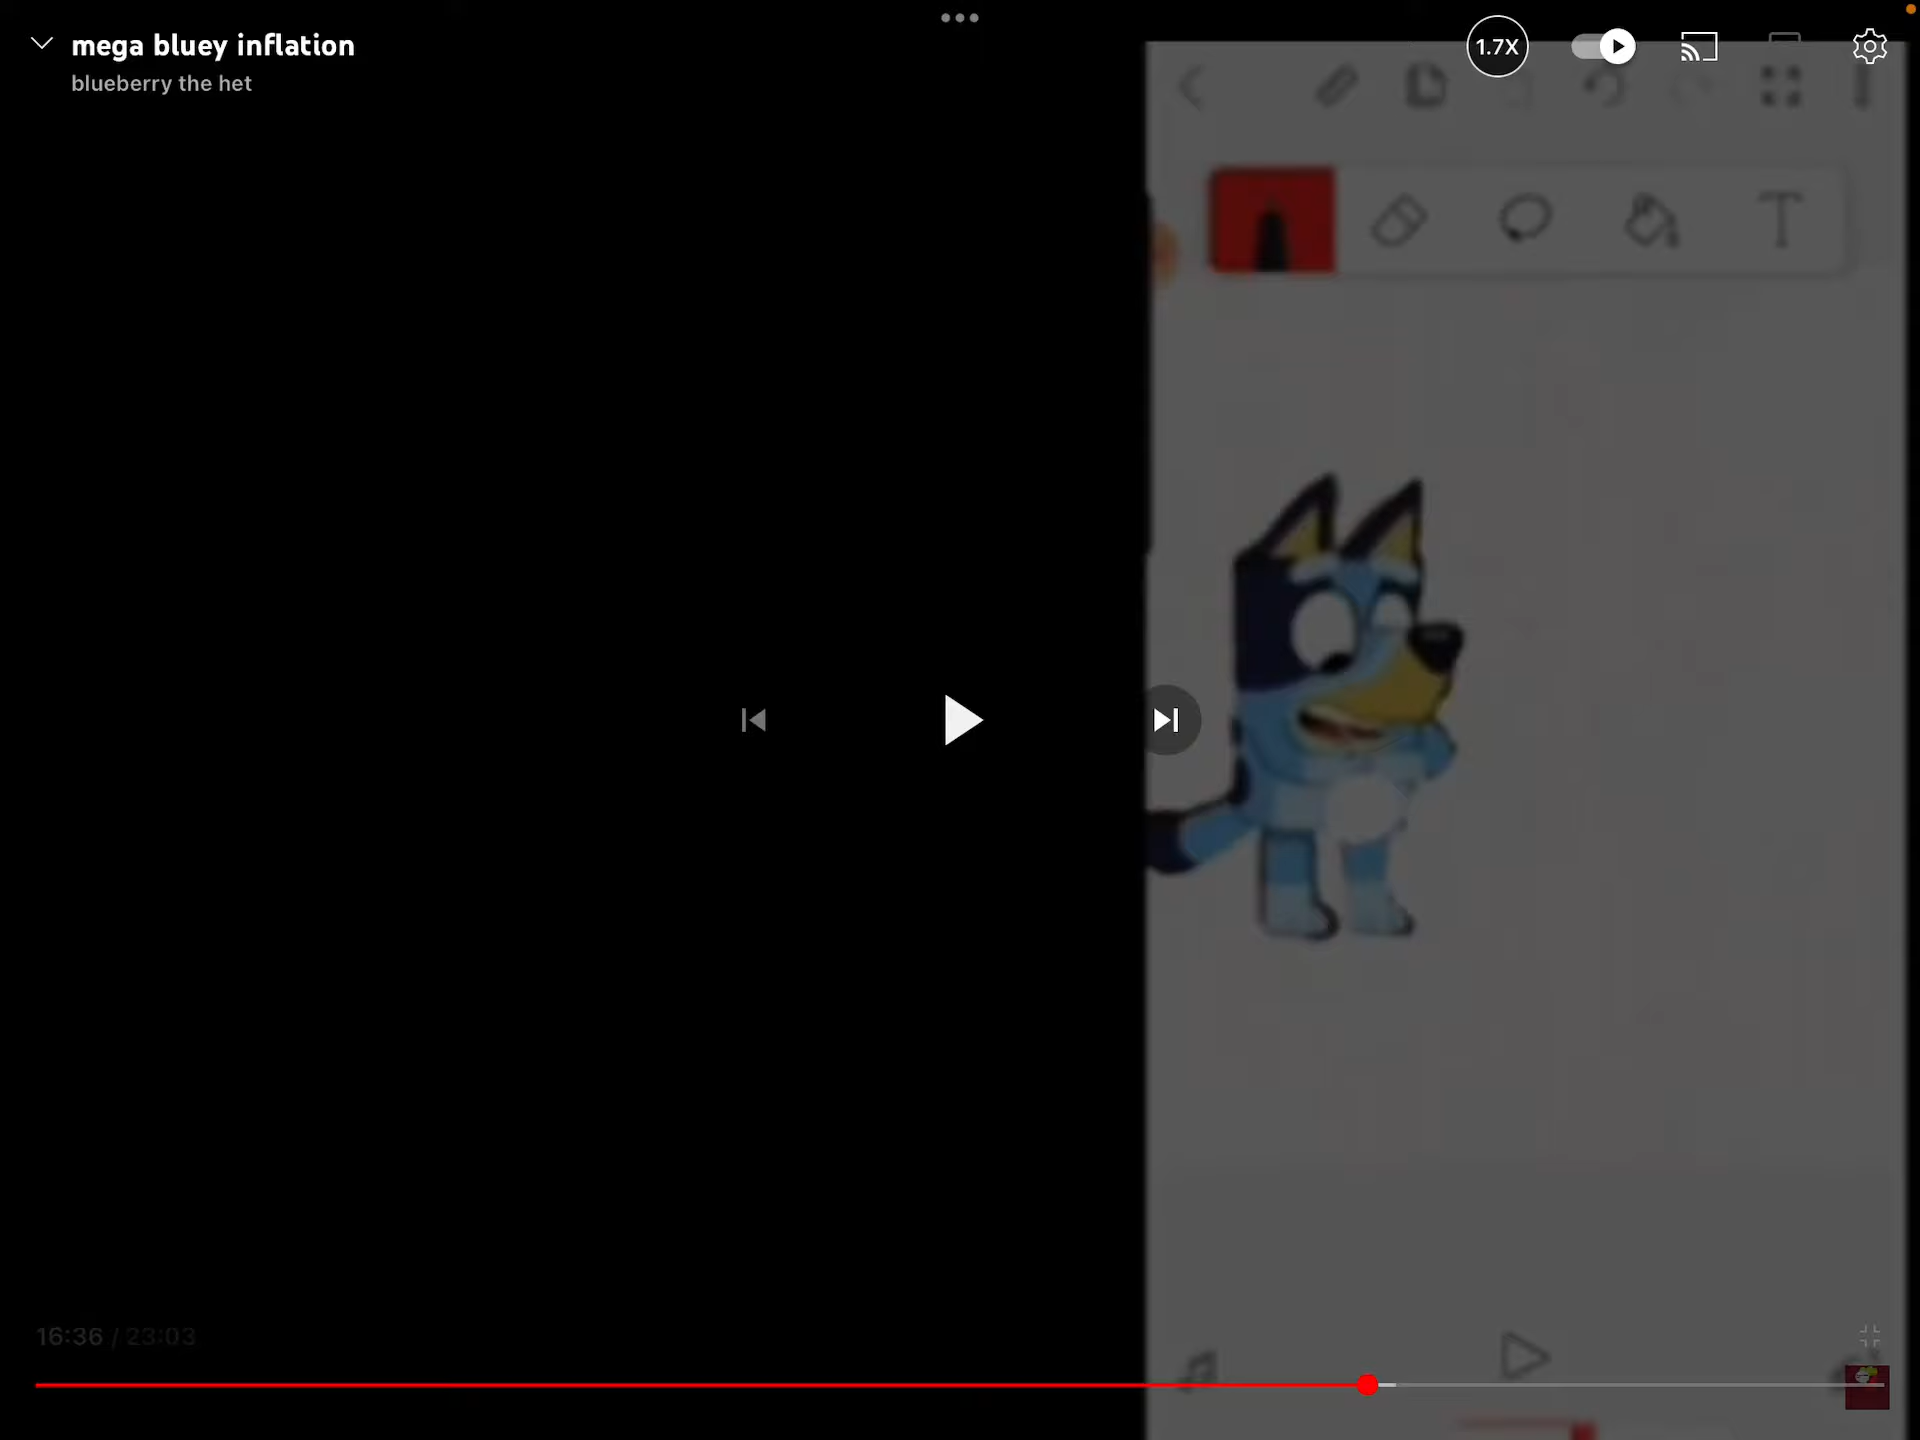 mega bluey inflation
blueberry the het
1.7X
T
16:36 / 23:03